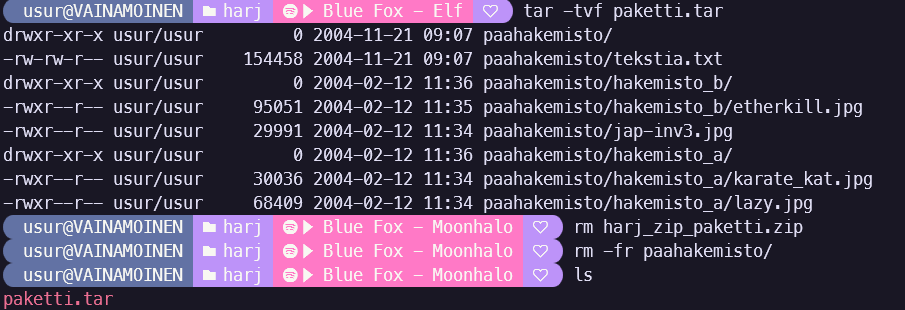 usur@VAINAMOINEN harj Blue Fox - Elf ♡ tar -tvf paketti.tar
drwxr-xr-x usur/usur 0 2004-11-21 09:07 paahakemisto/
-rw-rw-r-- usur/usur 154458 2004-11-21 09:07 paahakemisto/tekstia.txt
drwxr-xr-x usur/usur 0 2004-02-12 11:36 paahakemisto/hakemisto_b/
-rwxr--r-- usur/usur 95051 2004-02-12 11:35 paahakemisto/hakemisto_b/etherkill.jpg
-rwxr--r-- usur/usur 29991 2004-02-12 11:34 paahakemisto/jap-inv3.jpg
drwxr-xr-x usur/usur 0 2004-02-12 11:36 paahakemisto/hakemisto_a/
-rwxr--r-- usur/usur 30036 2004-02-12 11:34 paahakemisto/hakemisto_a/karate_kat.jpg
-rwxr--r-- usur/usur 68409 2004-02-12 11:34 paahakemisto/hakemisto_a/lazy.jpg
usur@VAINAMOINEN harj Blue Fox - Moonhalo ♡ rm harj_zip_paketti.zip
usur@VAINAMOINEN harj Blue Fox - Moonhalo ♡ rm -fr paahakemisto/
usur@VAINAMOINEN harj Blue Fox - Moonhalo ♡ ls
paketti.tar